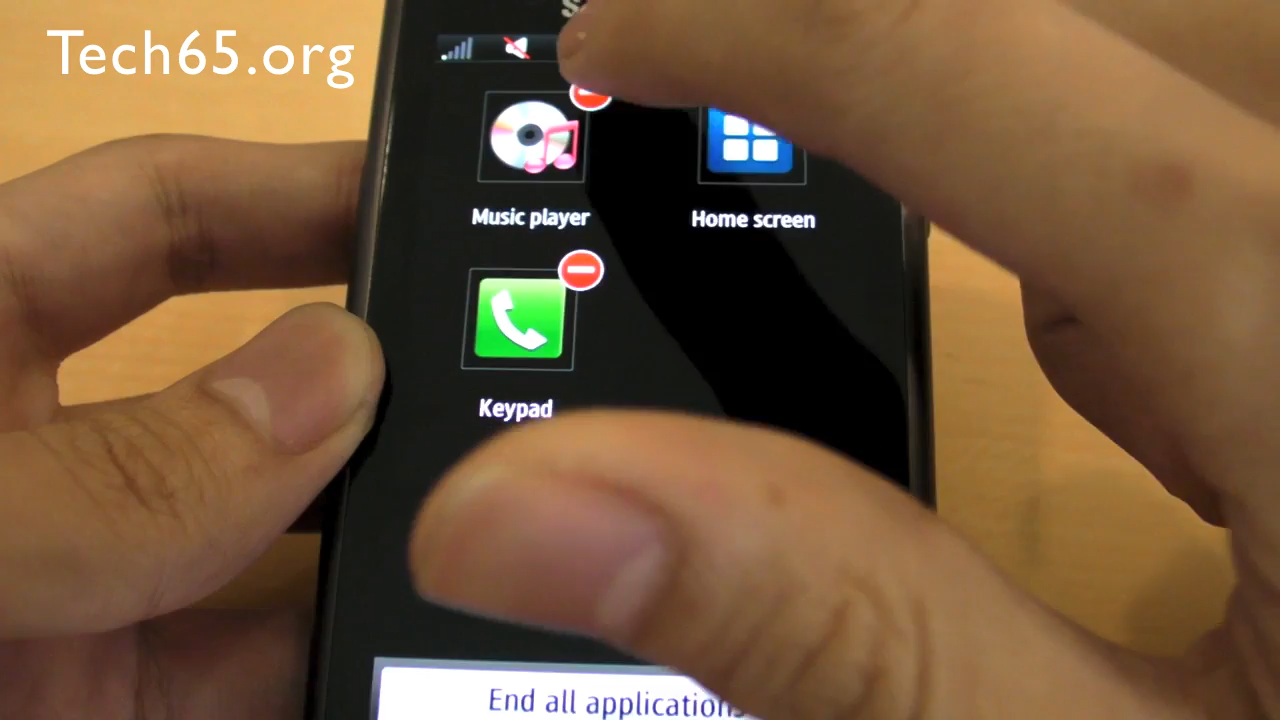 Tech65.org
Music player
Home screen
Keypad
End all applications